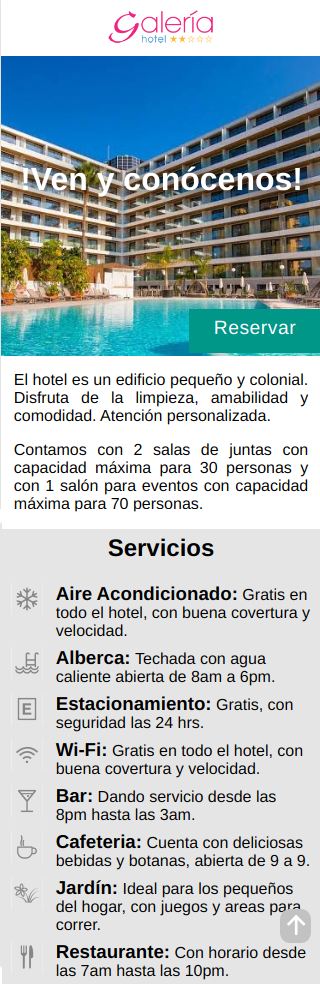 Galería
hotel
!Ven y conócenos!
Reservar
El hotel es un edificio pequeño y colonial.
Disfruta de la limpieza, amabilidad y
comodidad. Atención personalizada.
Contamos con 2 salas de juntas con
capacidad máxima para 30 personas y
con 1 salón para eventos con capacidad
máxima para 70 personas.
Servicios
Aire Acondicionado: Gratis en
todo el hotel, con buena covertura y
velocidad.
Alberca: Techada con agua
caliente abierta de 8am a 6pm.
E
Estacionamiento: Gratis, con
seguridad las 24 hrs.
Wi-Fi: Gratis en todo el hotel, con
buena covertura y velocidad.
Bar: Dando servicio desde las
8pm hasta las 3am.
Cafeteria: Cuenta con deliciosas
bebidas y botanas, abierta de 9 a 9.
Jardín: Ideal para los pequeños
del hogar, con juegos y areas para
correr.
Restaurante: Con horario desde
las 7am hasta las 10pm.